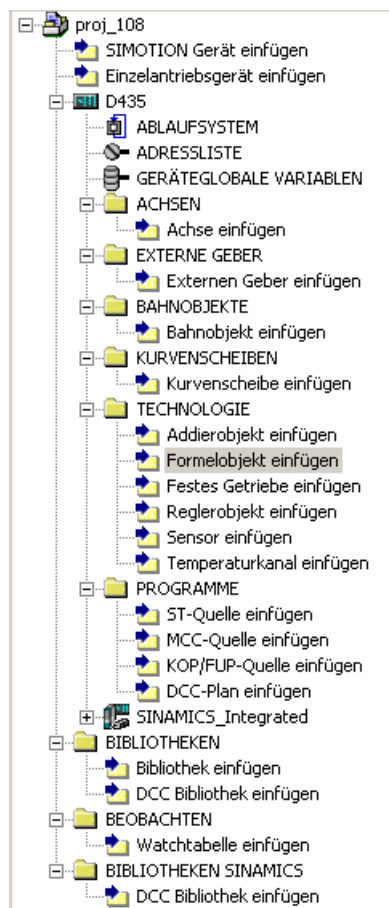 proj_108
SIMOTION Gerät einfügen
Einzelantriebsgerät einfügen
D435
ABLAUFSYSTEM
ADRESSLISTE
GERÄTEGLOBALE VARIABLEN
ACHSEN
Achse einfügen
EXTERNE GEBER
Externen Geber einfügen
BAHNOBJEKTE
Bahnobjekt einfügen
KURVENSCHEIBEN
Kurvenscheibe einfügen
TECHNOLOGIE
Addierobjekt einfügen
Formelobjekt einfügen
Festes Getriebe einfügen
Reglerobjekt einfügen
Sensor einfügen
Temperaturkanal einfügen
PROGRAMME
ST-Quelle einfügen
MCC-Quelle einfügen
KOP/FUP-Quelle einfügen
DCC-Plan einfügen
SINAMICS_Integrated
BIBLIOTHEKEN
Bibliothek einfügen
DCC Bibliothek einfügen
BEOBACHTEN
Watchtabelle einfügen
BIBLIOTHEKEN SINAMICS
DCC Bibliothek einfügen